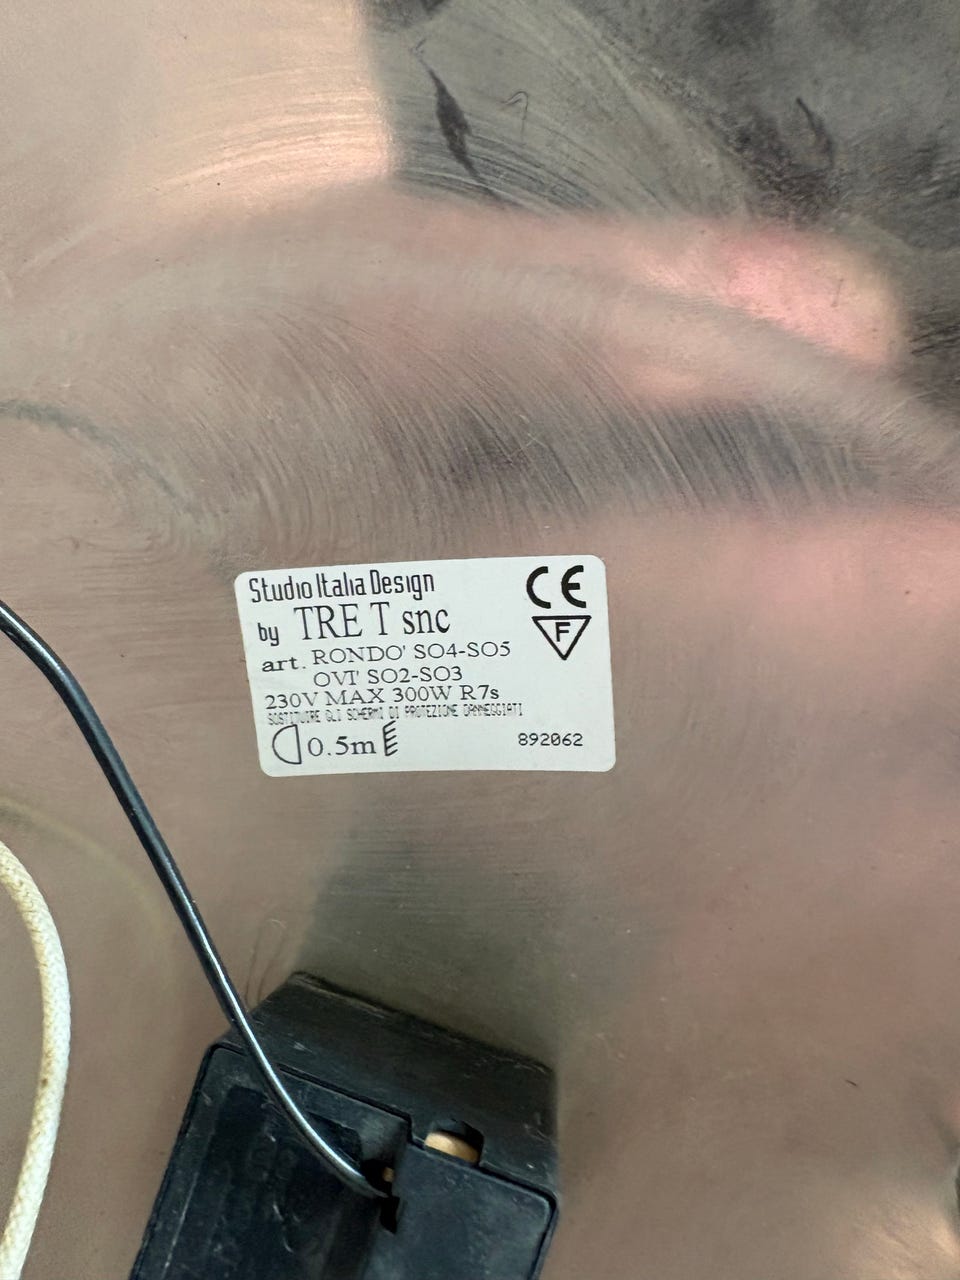 Studio Italia Design
by TRE T snc
CE
F
art. RONDO' SO4-SO5
OVI' SO2-SO3
230V MAX 300W R7s
SOSTITUIRE GLI SCHERMI DI PROTEZIONE DANNEGGIATI
0.5m
892062